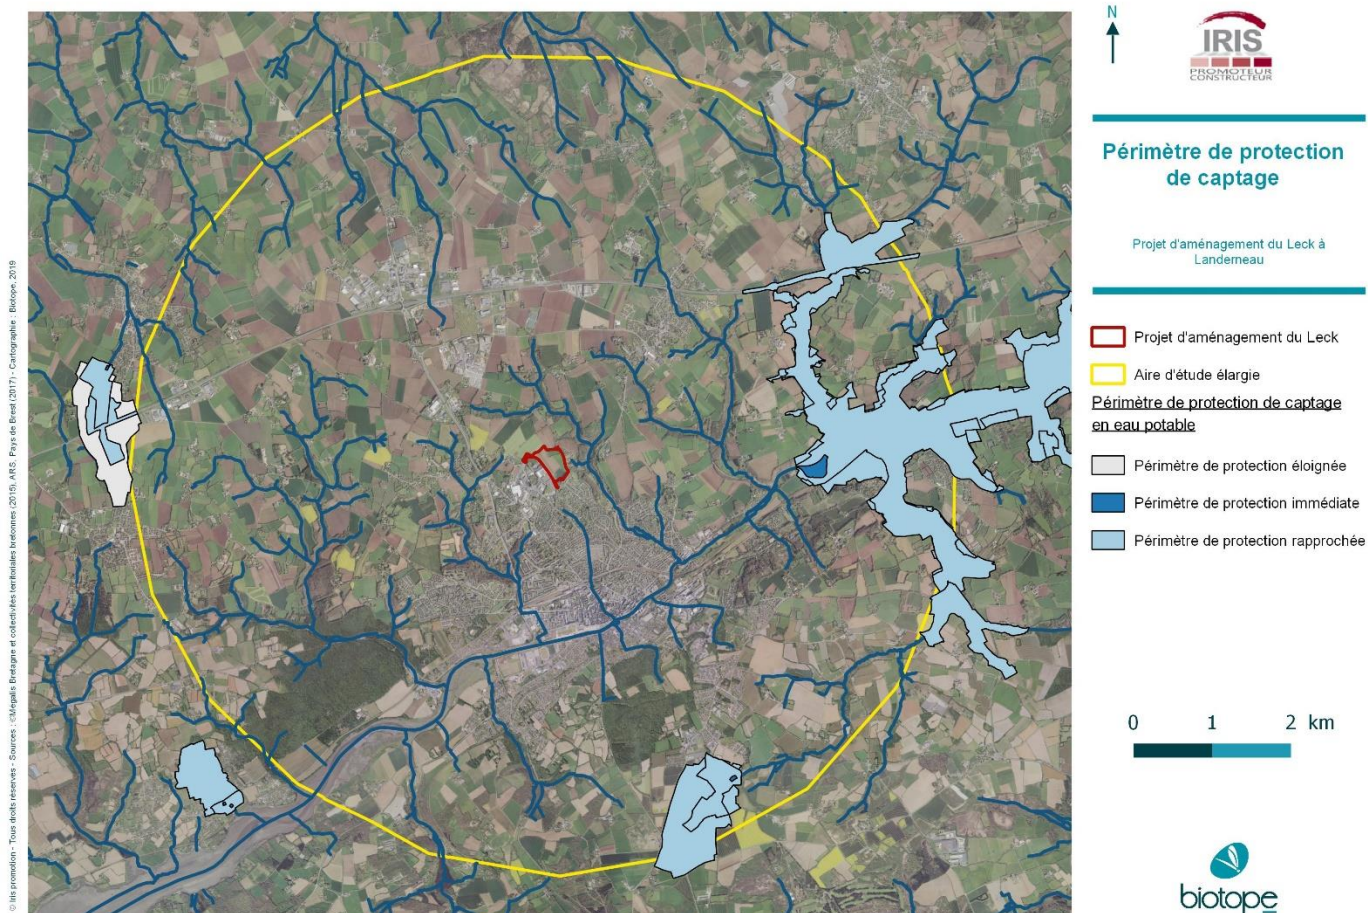 N
IRIS
PROMOTEUR
CONSTRUCTEUR
Périmètre de protection
de captage
Projet d'aménagement du Leck à
Landerneau
Projet d'aménagement du Leck
Aire d'étude élargie
Périmètre de protection de captage
en eau potable
Périmètre de protection éloignée
Périmètre de protection immédiate
Périmètre de protection rapprochée
0 1 2 km
biotope
© Iris promotion - Tous droits réservés - Sources : ©Mégalis Bretagne et collectivités territoriales bretonnes (2015), ARS, Pays de Brest (2017) - Cartographie : Biotope, 2019